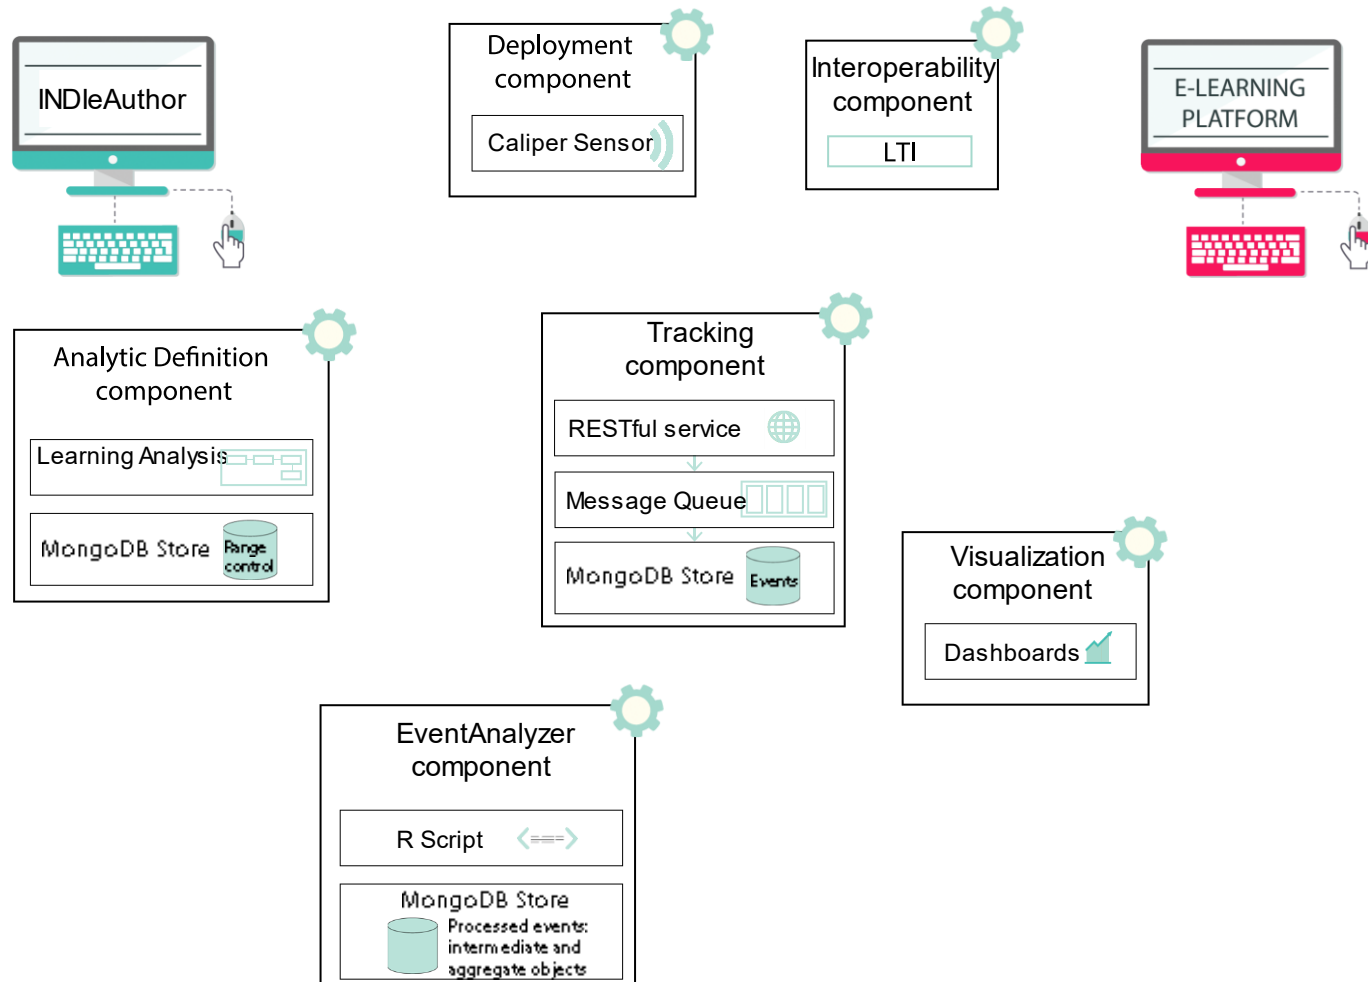 INDIeAuthor
Deployment
component
Caliper Sensor
Interoperability
component
LTI
E-LEARNING
PLATFORM
Analytic Definition
component
Learning Analysis
MongoDB Store
Range
control
Tracking
component
RESTful service
Message Queue
MongoDB Store
Events
Visualization
component
Dashboards
EventAnalyzer
component
R Script
MongoDB Store
Processed events:
intermediate and
aggregate objects